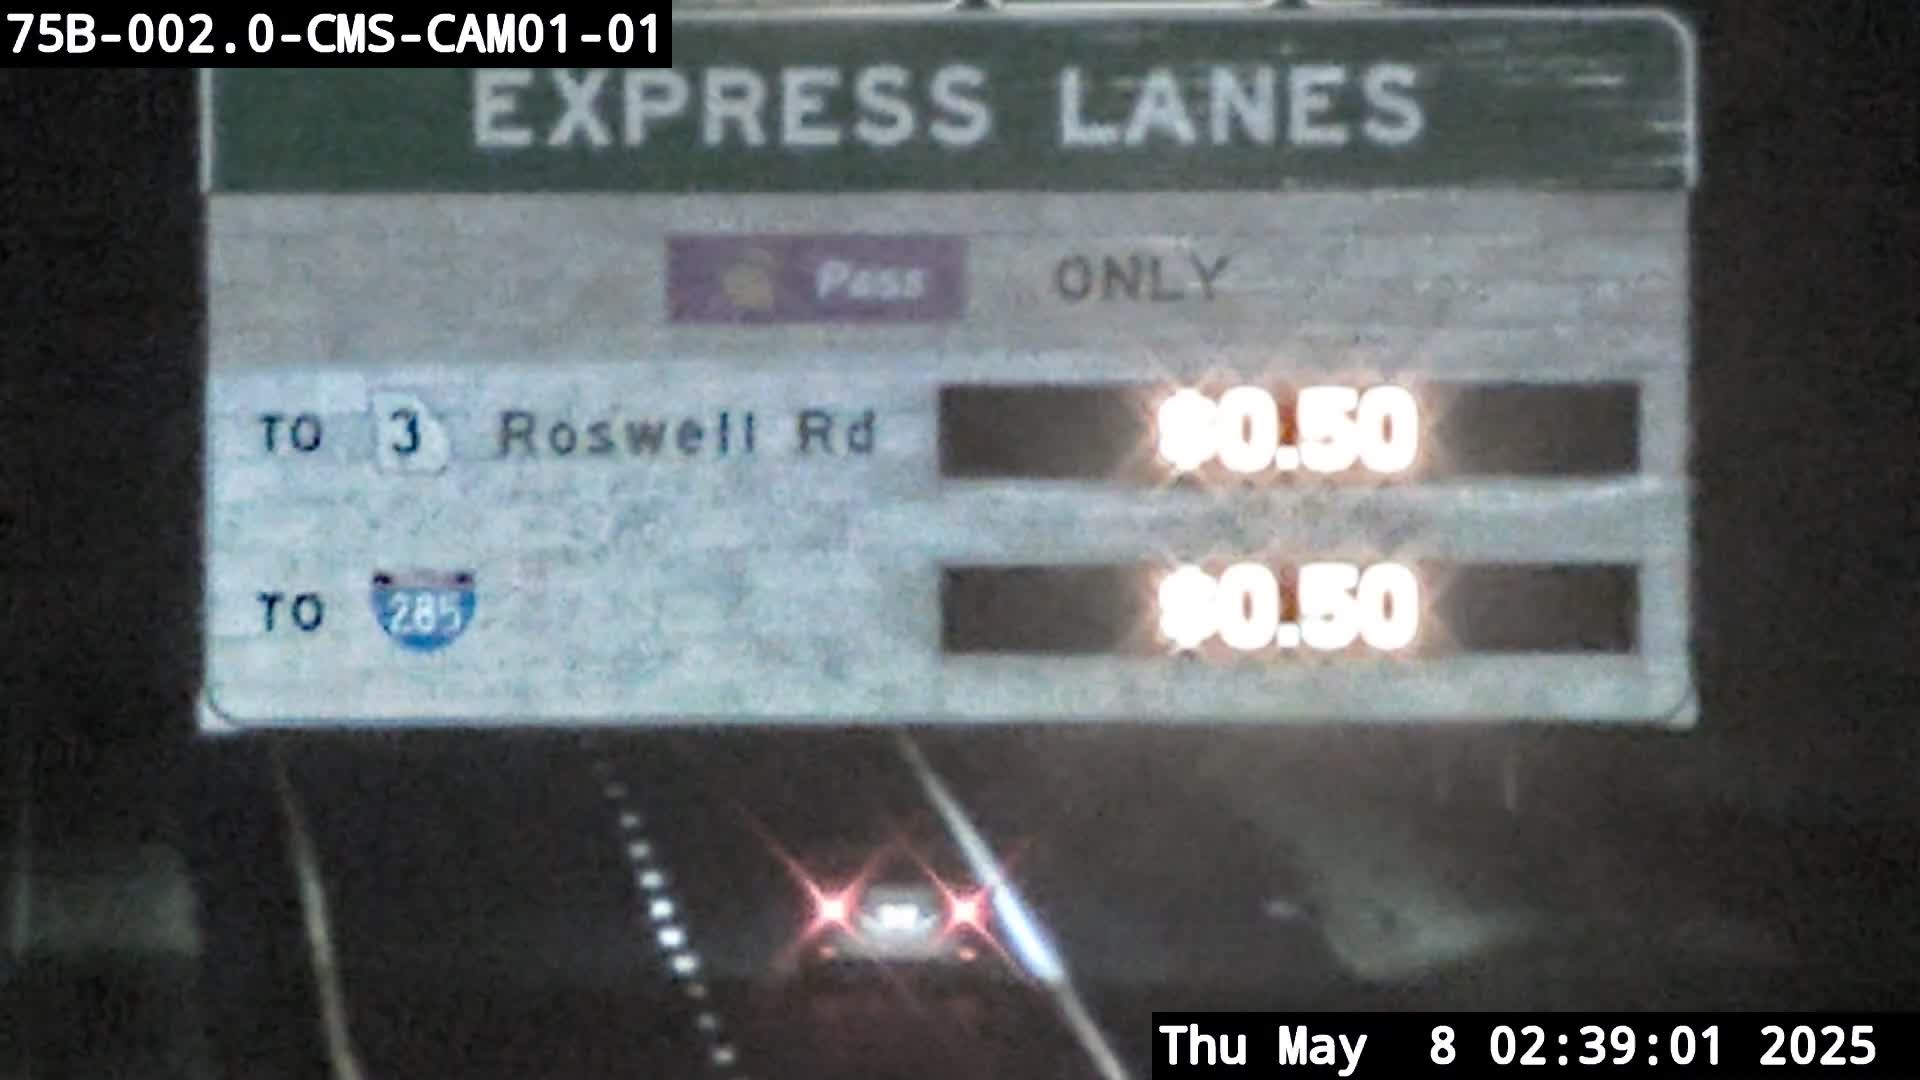 75B-002.0-CMS-CAM01-01
EXPRESS LANES
Pass ONLY
TO 3 Roswell Rd $0.50
TO 285 $0.50
Thu May 8 02:39:01 2025